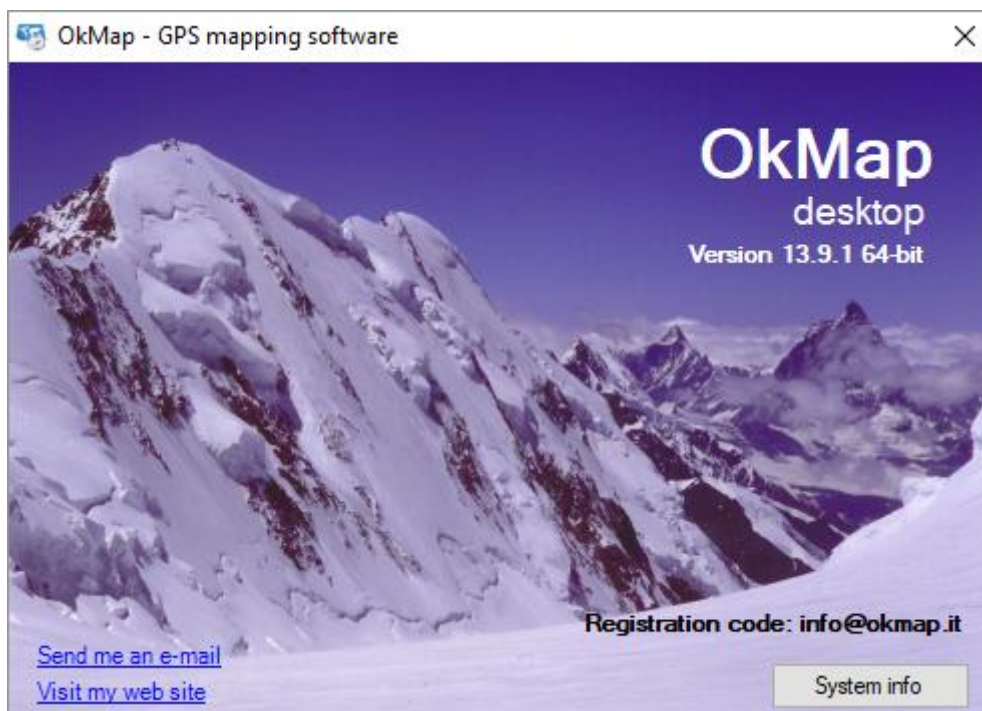 OkMap - GPS mapping software
OkMap
desktop
Version 13.9.1 64-bit
Registration code: info@okmap.it
Send me an e-mail
Visit my web site
System info